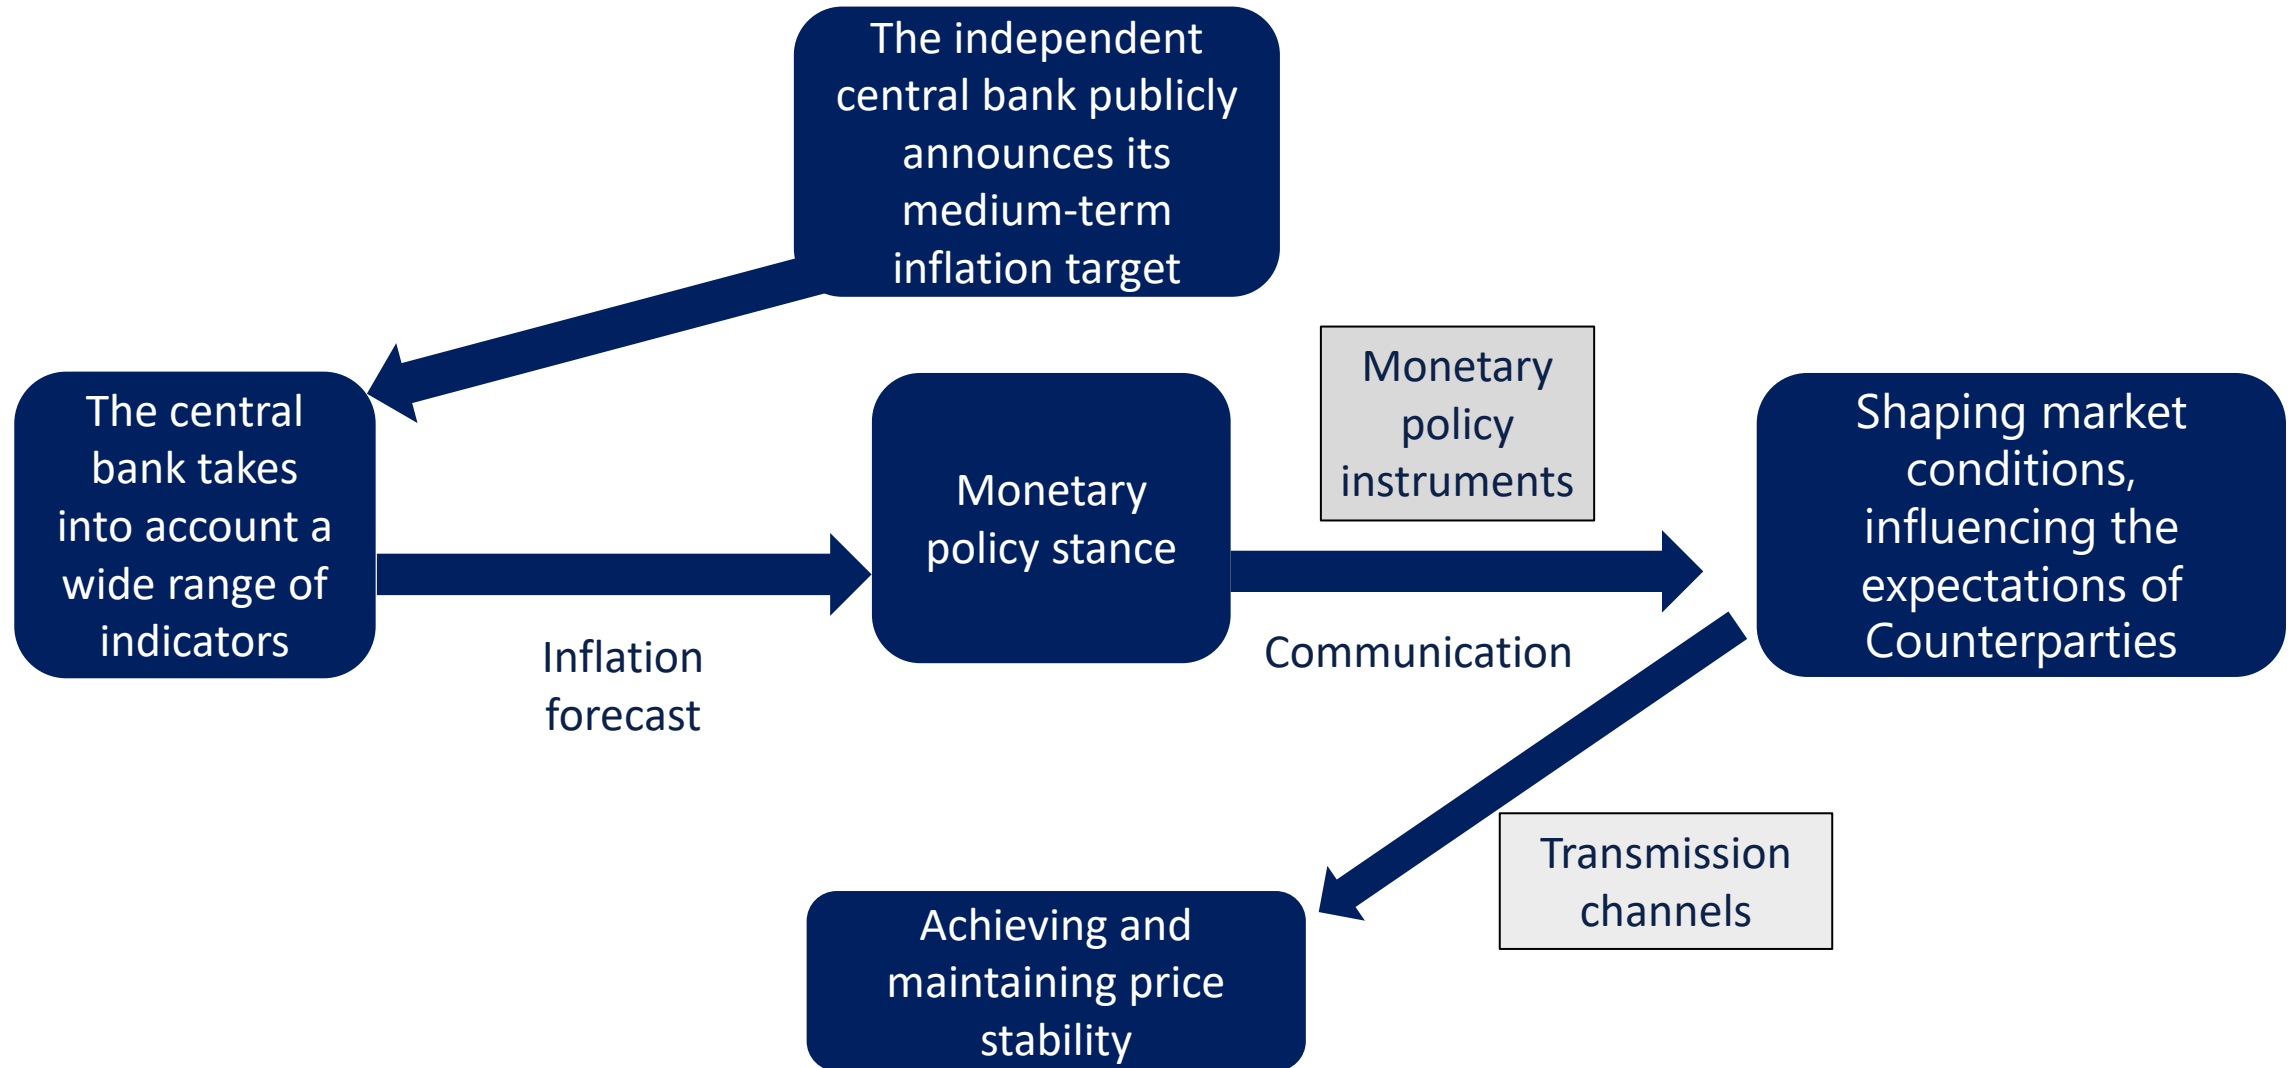 The independent
central bank publicly
announces its
medium-term
inflation target
The central
bank takes
into account a
wide range of
indicators
Inflation
forecast
Monetary
policy stance
Monetary
policy
instruments
Communication
Shaping market
conditions,
influencing the
expectations of
Counterparties
Transmission
channels
Achieving and
maintaining price
stability